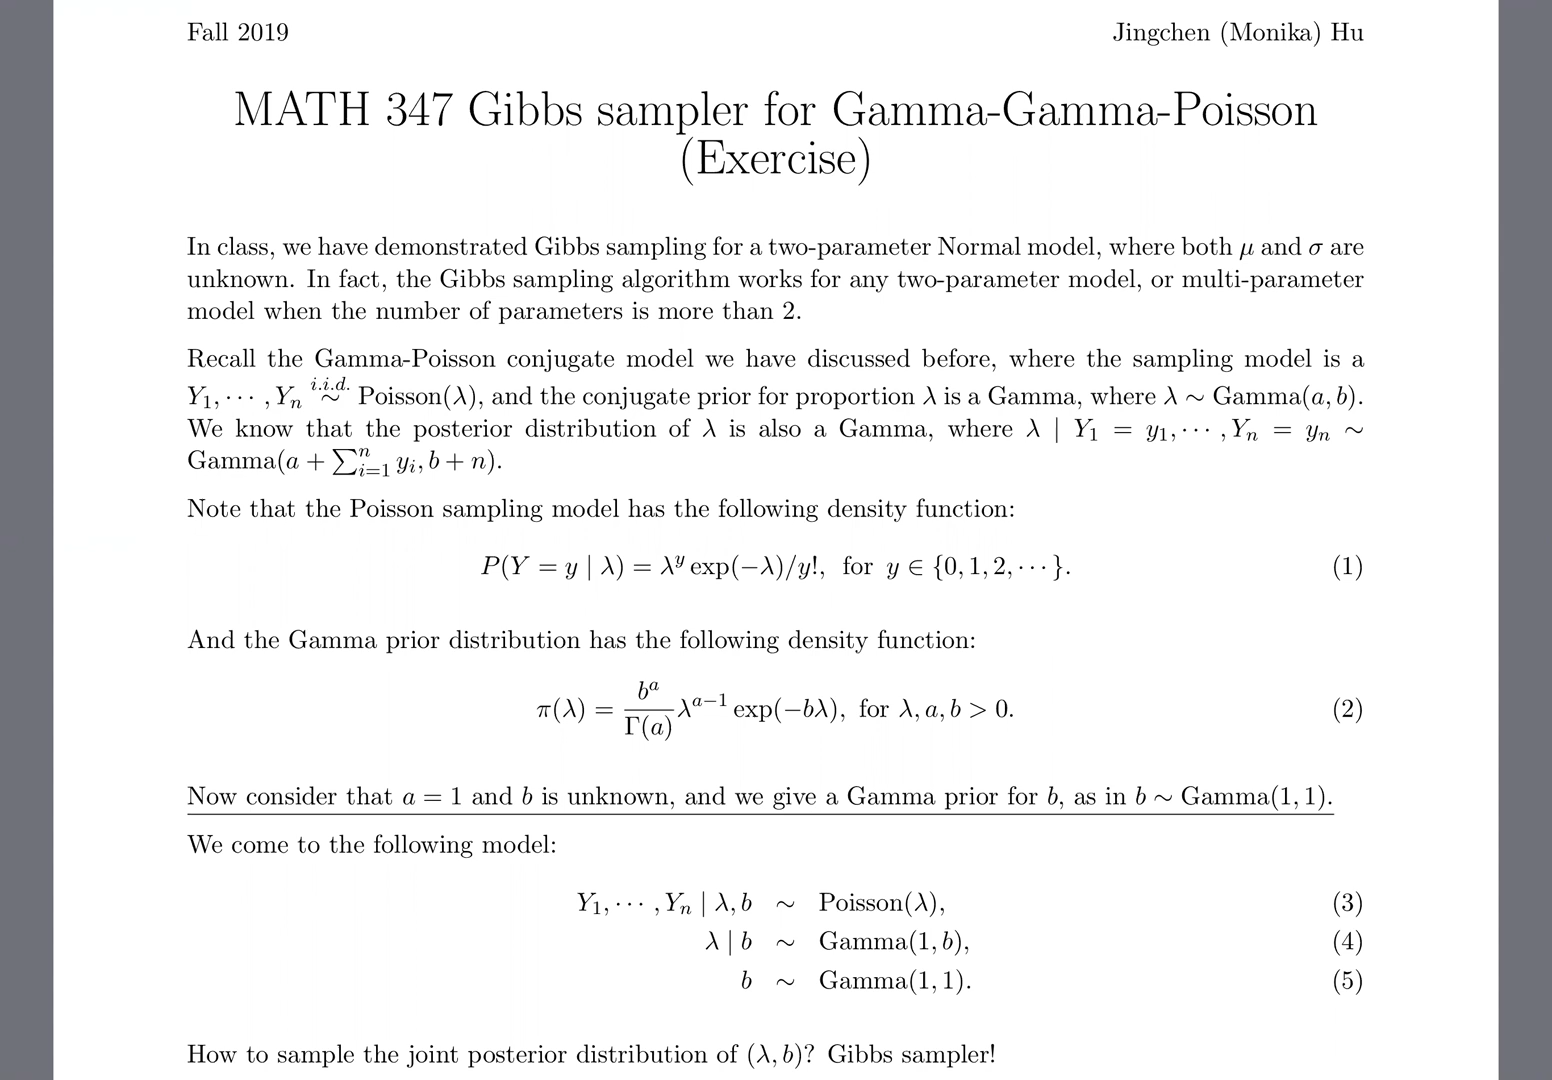 Fall 2019 Jingchen (Monika) Hu
MATH 347 Gibbs sampler for Gamma-Gamma-Poisson
(Exercise)
In class, we have demonstrated Gibbs sampling for a two-parameter Normal model, where both μ and σ are
unknown. In fact, the Gibbs sampling algorithm works for any two-parameter model, or multi-parameter
model when the number of parameters is more than 2.
Recall the Gamma-Poisson conjugate model we have discussed before, where the sampling model is a
Y₁, ⋯ , Yₙ i.i.d. ∼ Poisson(λ), and the conjugate prior for proportion λ is a Gamma, where λ ∼ Gamma(a, b).
We know that the posterior distribution of λ is also a Gamma, where λ | Y₁ = y₁, ⋯ , Yₙ = yₙ ∼
Gamma(a + ∑ⁿᵢ₌₁ yᵢ, b + n).
Note that the Poisson sampling model has the following density function:
P(Y = y | λ) = λʸ exp(−λ)/y!, for y ∈ {0, 1, 2, ⋯ }. (1)
And the Gamma prior distribution has the following density function:
π(λ) = bᵃ/Γ(a) λᵃ⁻¹ exp(−bλ), for λ, a, b > 0. (2)
Now consider that a = 1 and b is unknown, and we give a Gamma prior for b, as in b ∼ Gamma(1, 1).
We come to the following model:
Y₁, ⋯ , Yₙ | λ, b ∼ Poisson(λ), (3)
λ | b ∼ Gamma(1, b), (4)
b ∼ Gamma(1, 1). (5)
How to sample the joint posterior distribution of (λ, b)? Gibbs sampler!